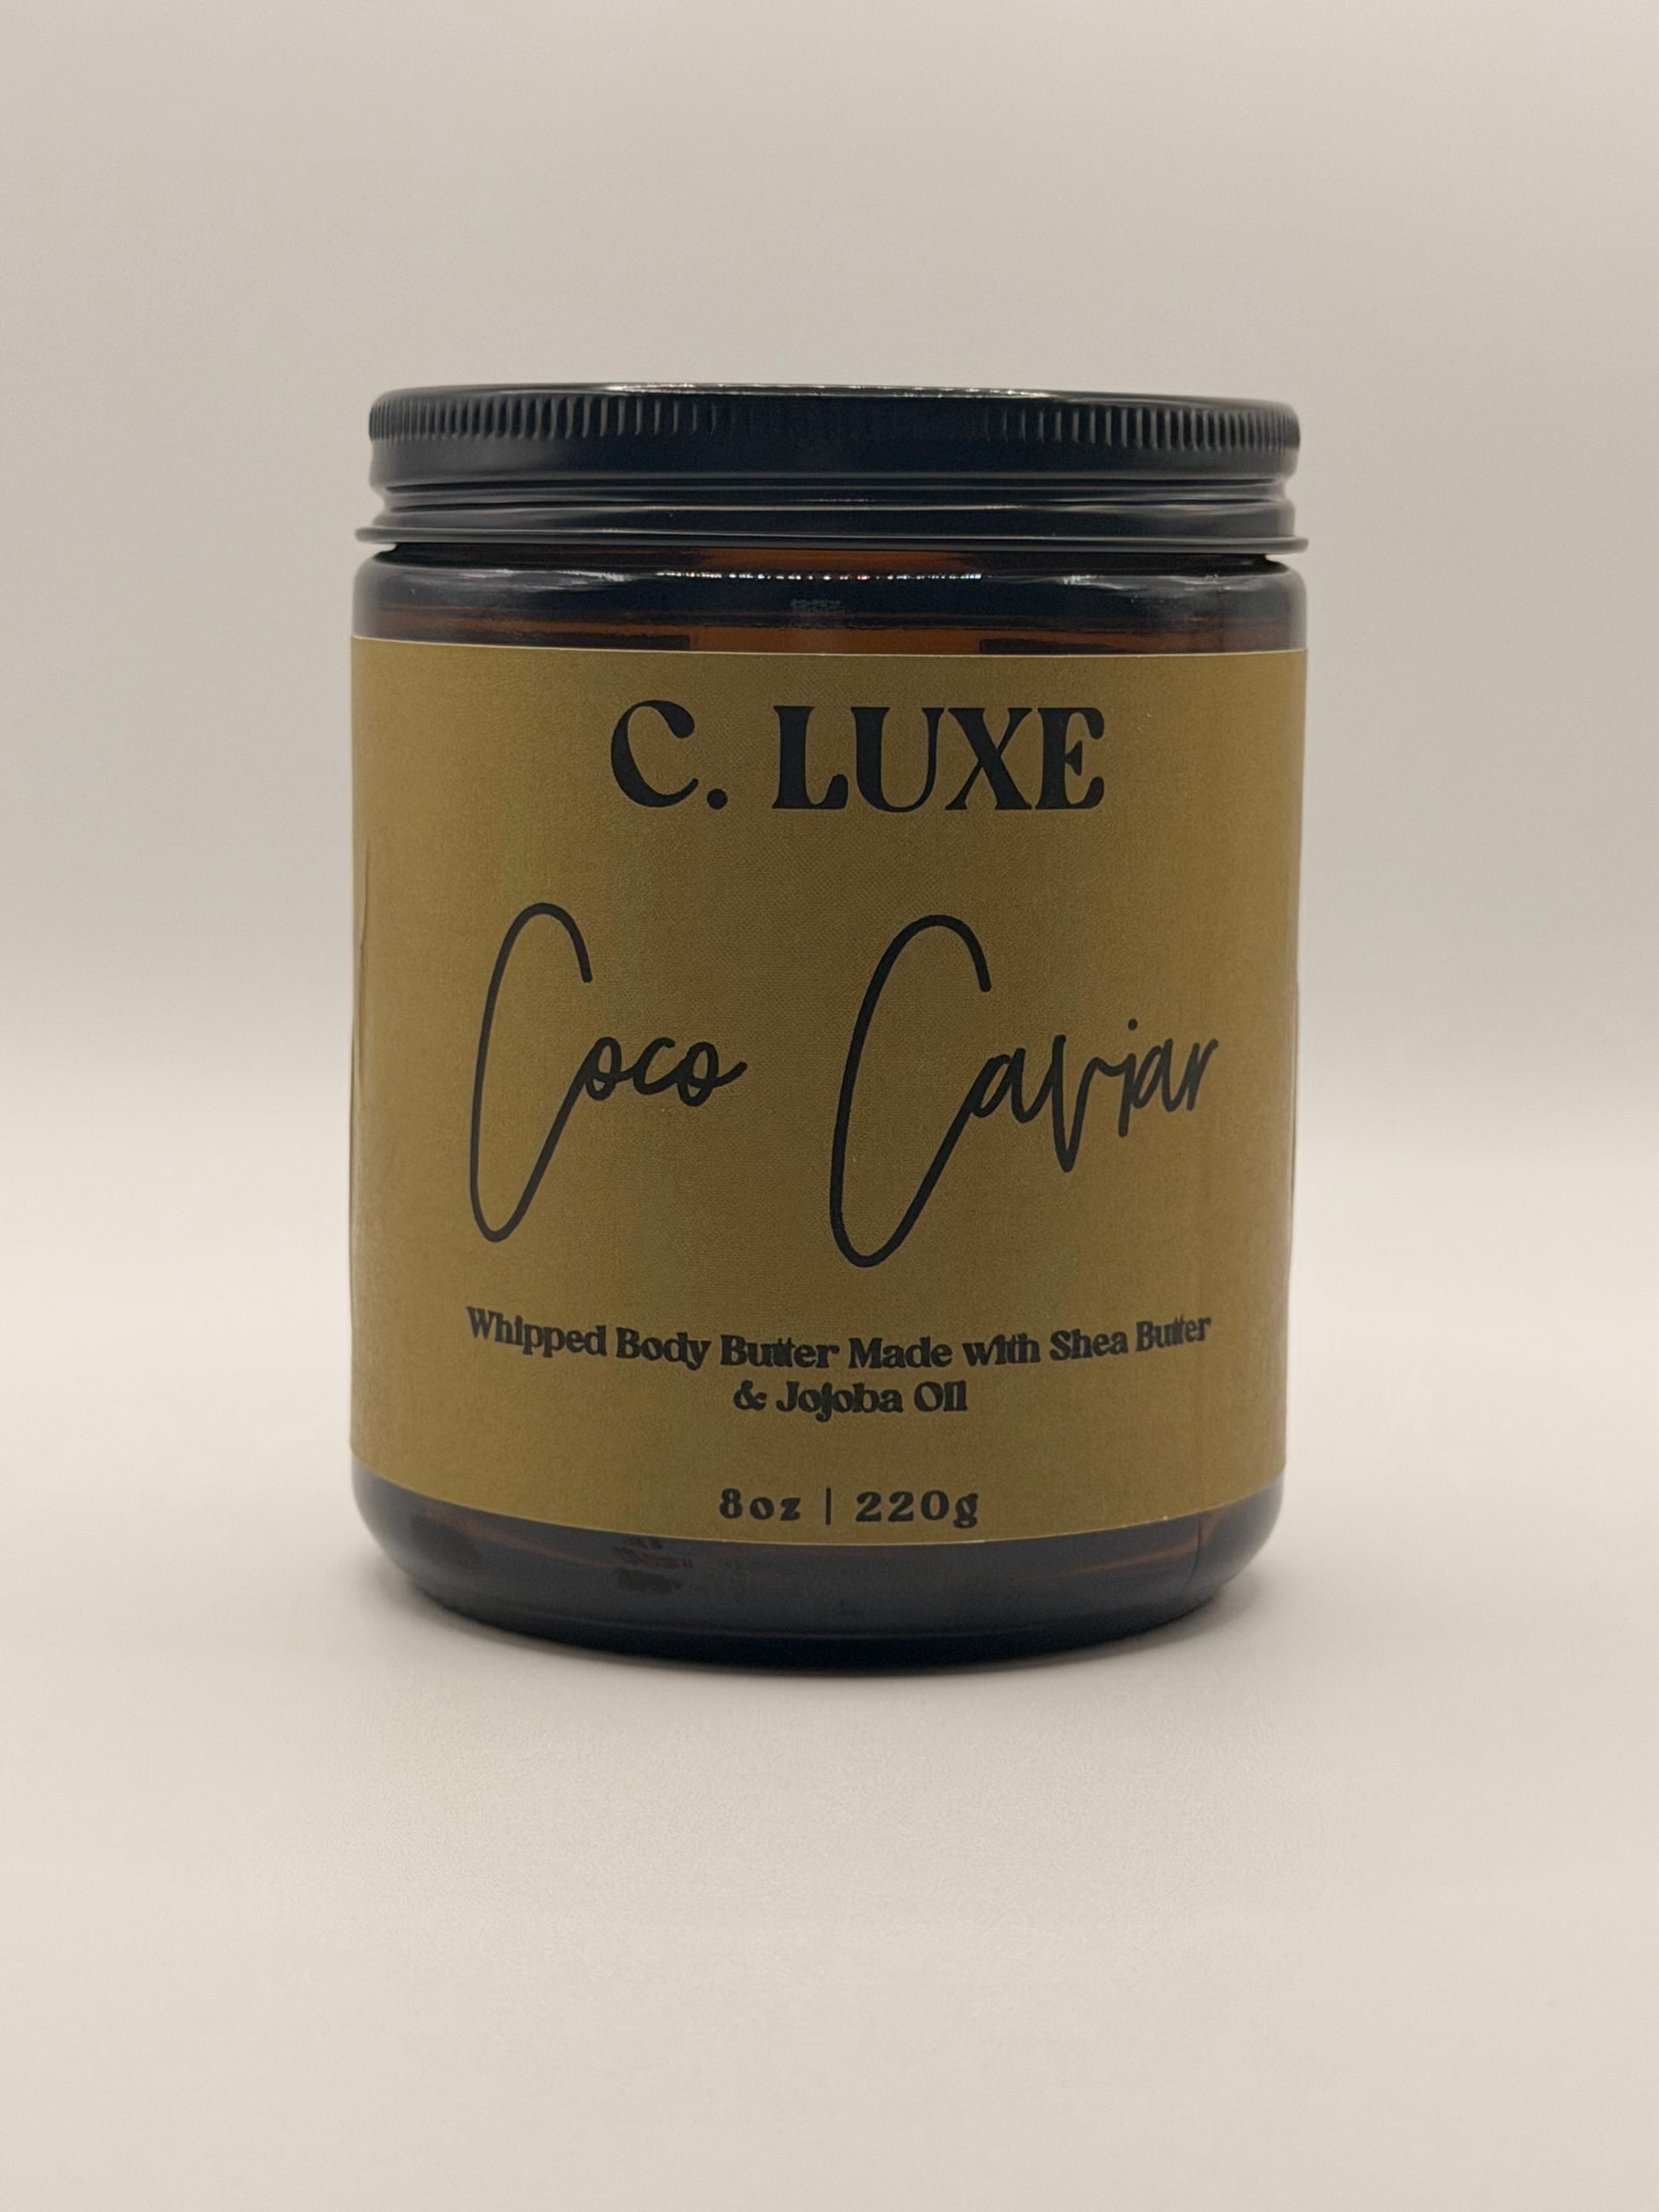 C. LUXE
Coco Caviar
Whipped Body Butter Made with Shea Butter
& Jojoba Oil
8oz | 220g